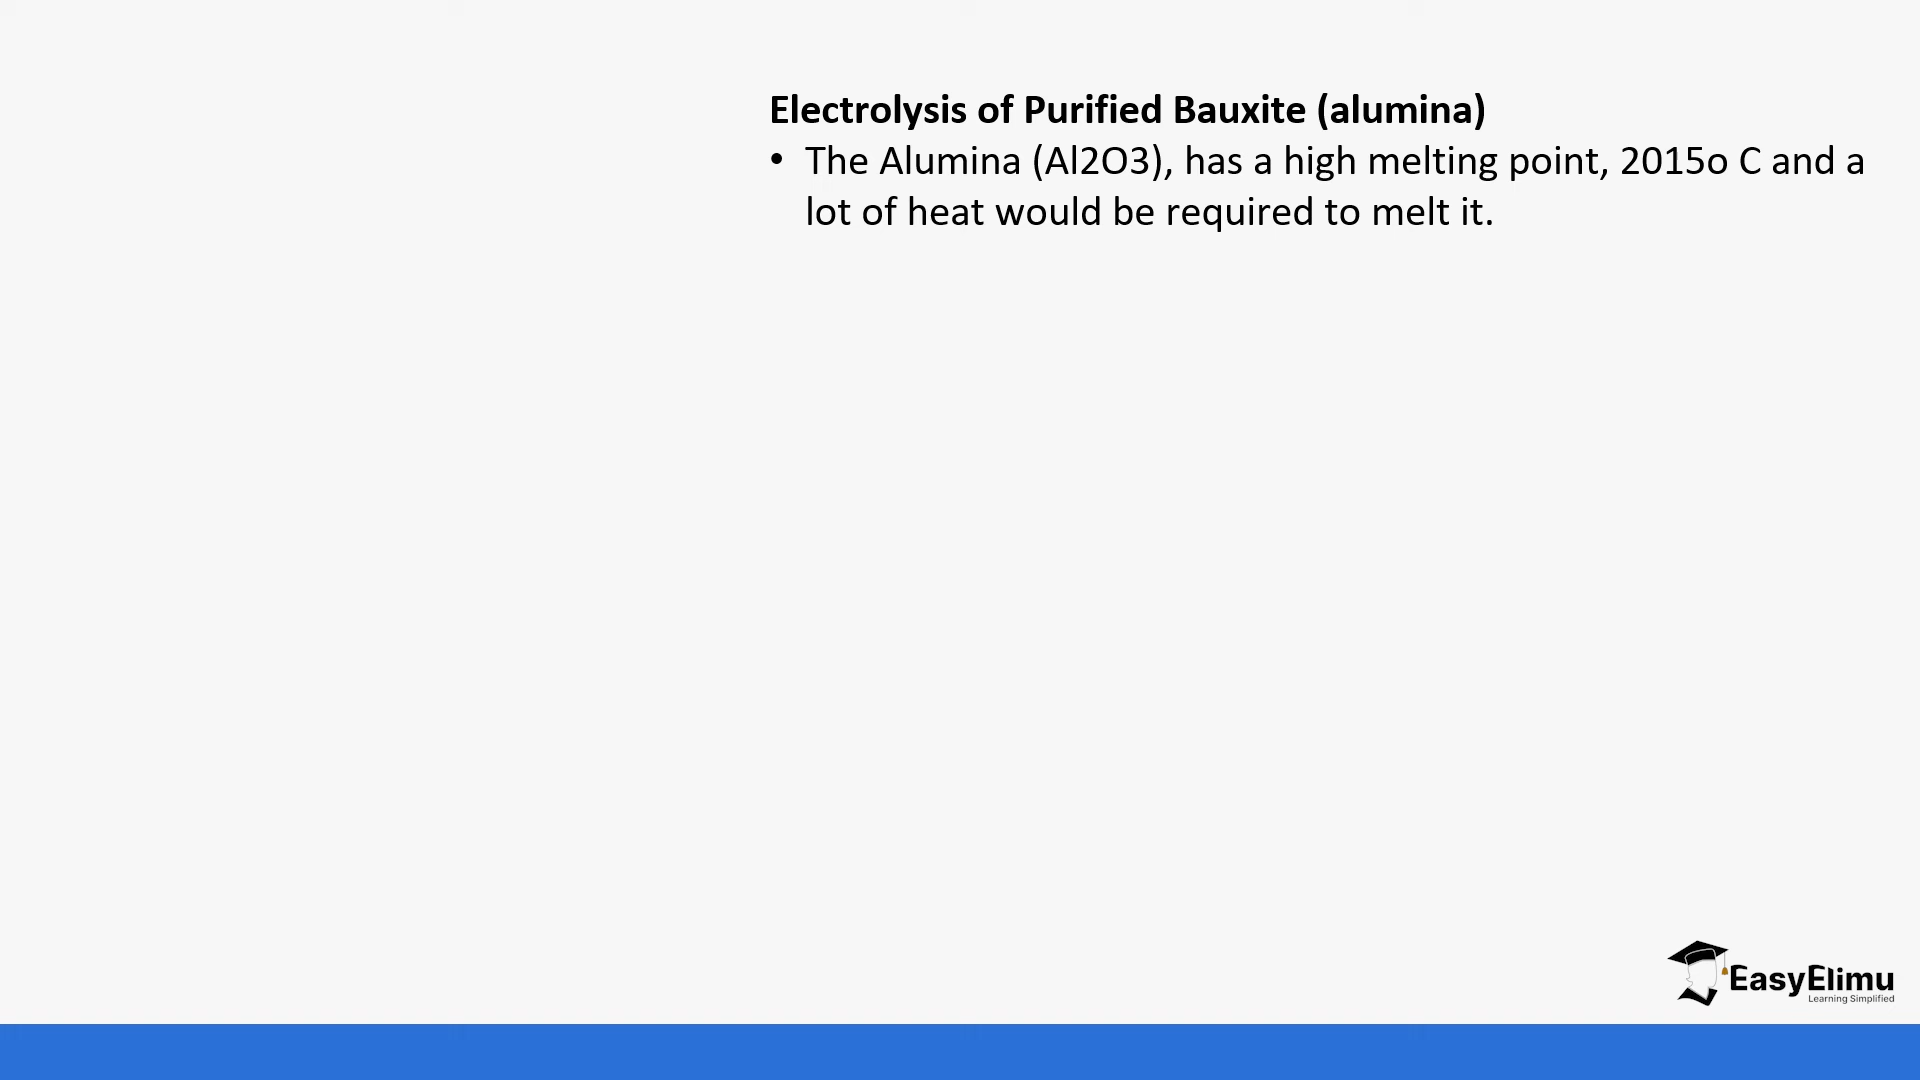 Electrolysis of Purified Bauxite (alumina)
• The Alumina (Al2O3), has a high melting point, 2015o C and a
lot of heat would be required to melt it.
EasyElimu
Learning Simplified